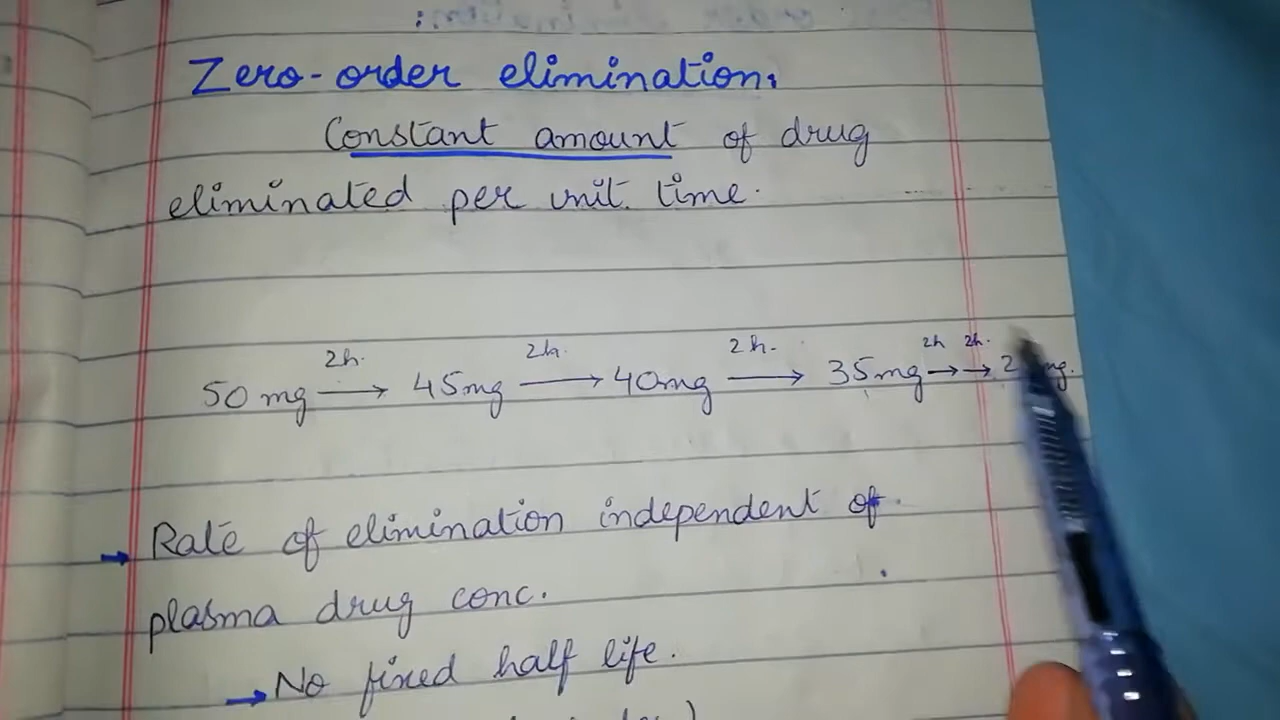 Zero-order elimination:
Constant amount of drug
eliminated per unit time.
2h. 2h. 2h. 2h 2h.
50 mg → 45mg → 40mg → 35mg → →
→ Rate of elimination independent of
plasma drug conc.
→ No fixed half life.